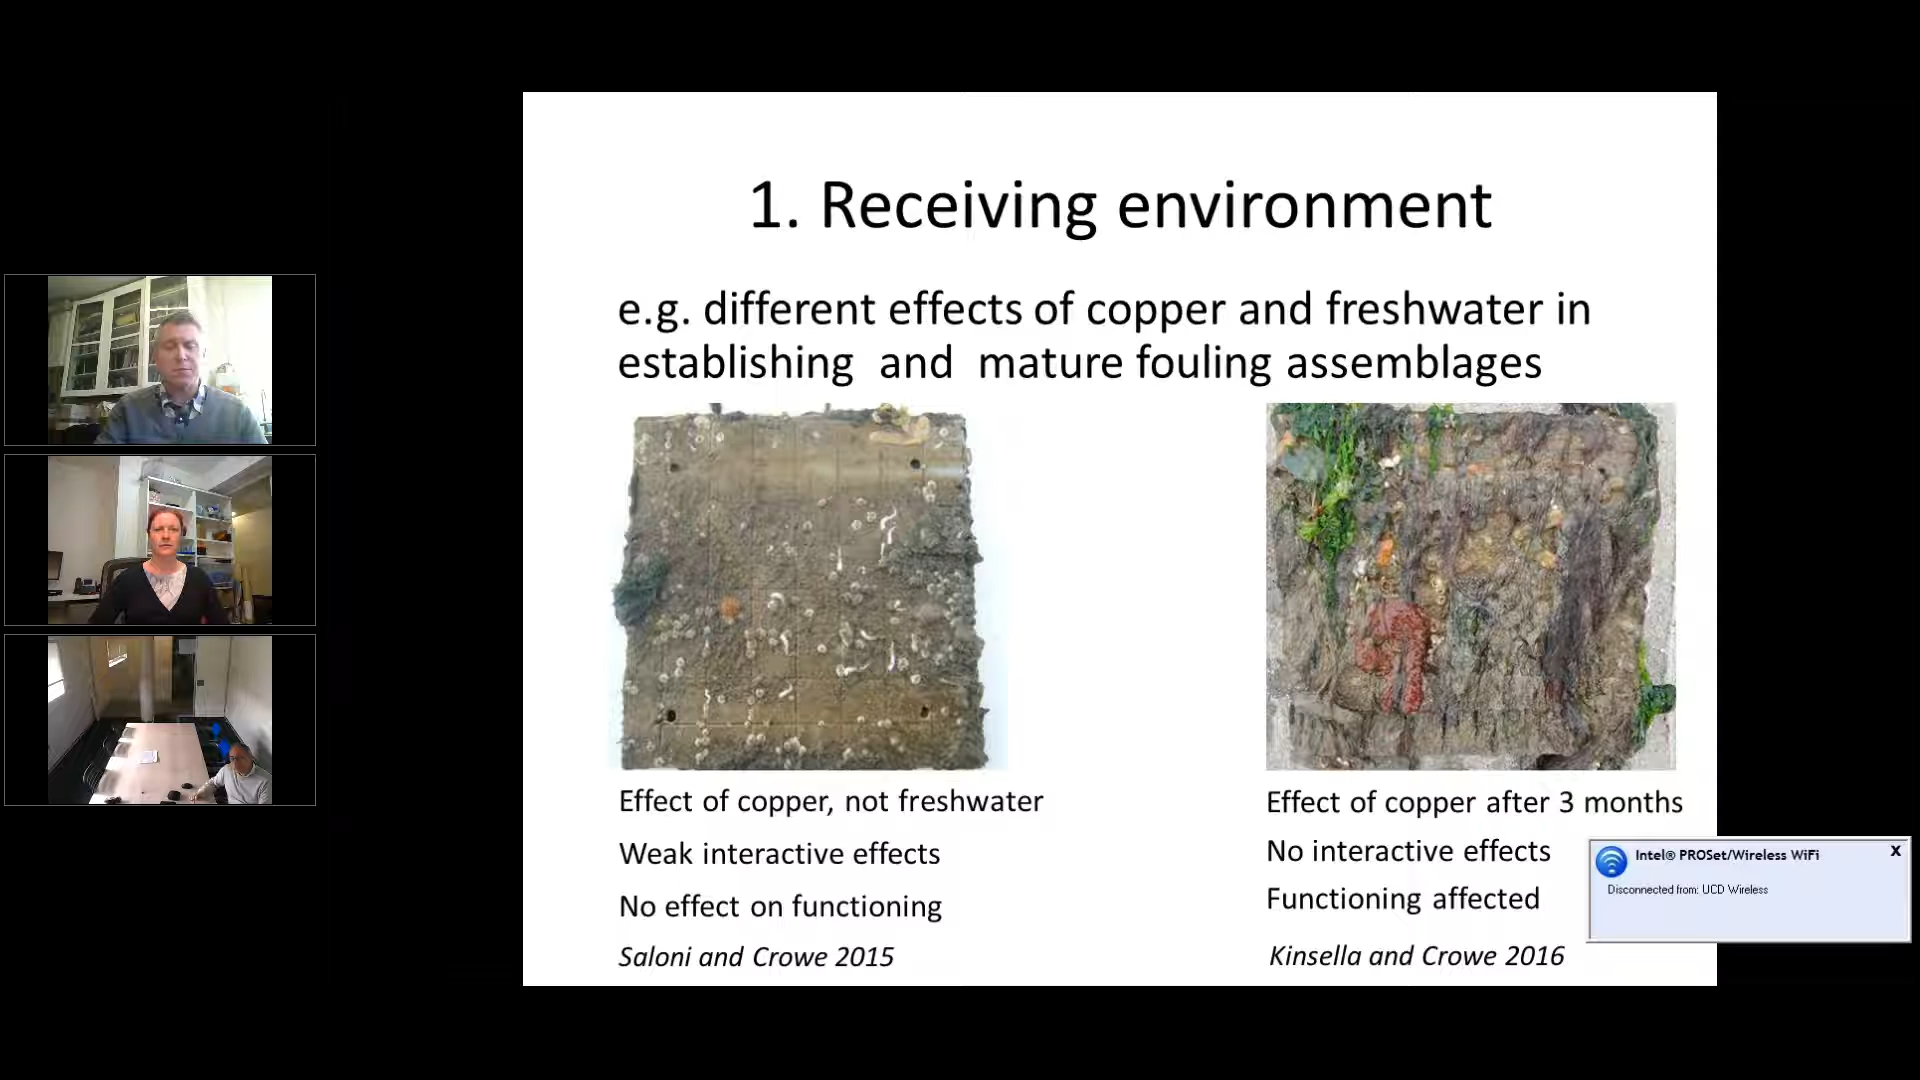 1. Receiving environment
e.g. different effects of copper and freshwater in
establishing and mature fouling assemblages
Effect of copper, not freshwater
Weak interactive effects
No effect on functioning
Saloni and Crowe 2015
Effect of copper after 3 months
No interactive effects
Functioning affected
Kinsella and Crowe 2016
Intel® PROSet/Wireless WiFi
X
Disconnected from: UCD Wireless